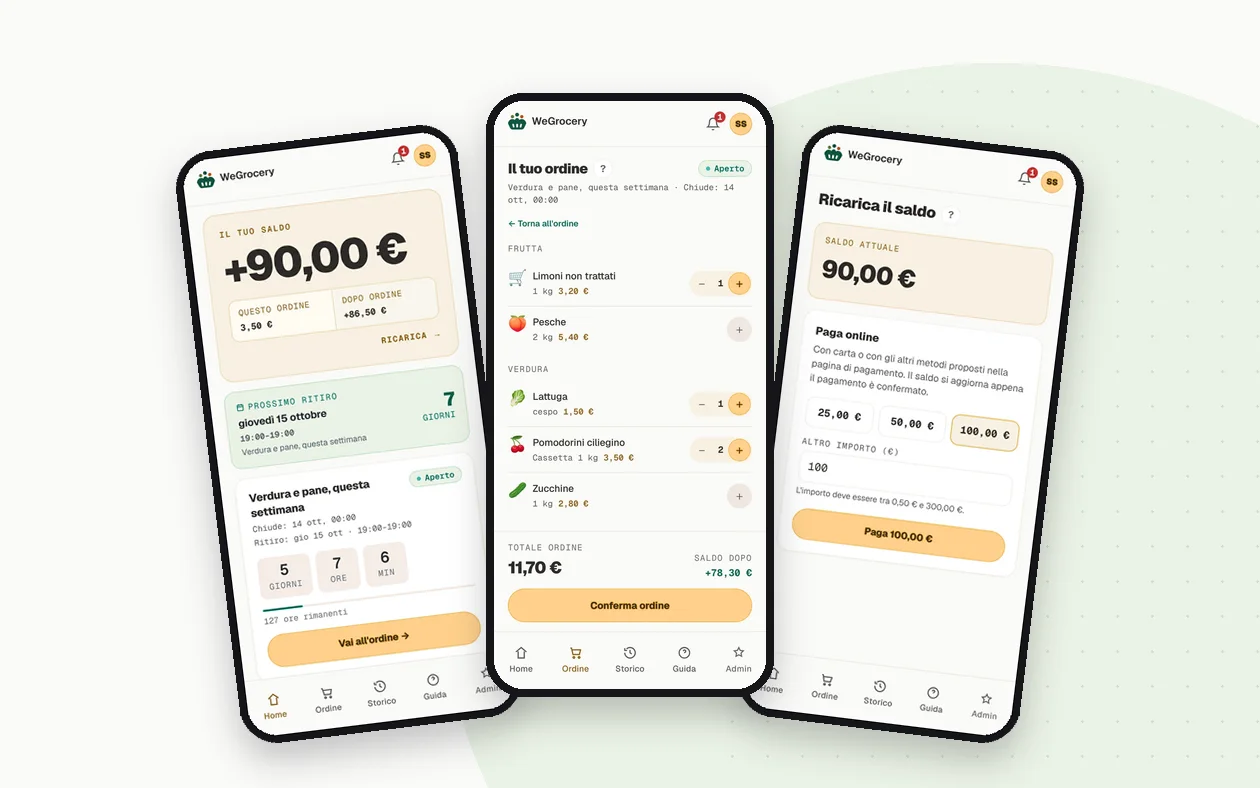 WeGrocery
1
SS
IL TUO SALDO
+90,00 €
QUESTO ORDINE
3,50 €
DOPO ORDINE
+86,50 €
RICARICA →
PROSSIMO RITIRO
giovedì 15 ottobre
19:00-19:00
Verdura e pane, questa settimana
7
GIORNI
Verdura e pane, questa
settimana
Aperto
Chiude: 14 ott, 00:00
Ritiro: gio 15 ott · 19:00-19:00
5
GIORNI
7
ORE
6
MIN
127 ore rimanenti
Vai all'ordine →
Home
Ordine
Storico
Guida
Admin
WeGrocery
1
SS
Il tuo ordine ?
Aperto
Verdura e pane, questa settimana · Chiude: 14
ott, 00:00
← Torna all'ordine
FRUTTA
Limoni non trattati
1 kg 3,20 €
− 1 +
Pesche
2 kg 5,40 €
+
VERDURA
Lattuga
cespo 1,50 €
− 1 +
Pomodorini ciliegino
Cassetta 1 kg 3,50 €
− 2 +
Zucchine
1 kg 2,80 €
+
TOTALE ORDINE
11,70 €
SALDO DOPO
+78,30 €
Conferma ordine
Home
Ordine
Storico
Guida
Admin
WeGrocery
1
SS
Ricarica il saldo ?
SALDO ATTUALE
90,00 €
Paga online
Con carta o con gli altri metodi proposti nella
pagina di pagamento. Il saldo si aggiorna appena
il pagamento è confermato.
25,00 €
50,00 €
100,00 €
ALTRO IMPORTO (€)
100
L'importo deve essere tra 0,50 € e 300,00 €.
Paga 100,00 €
Home
Ordine
Storico
Guida
Admin